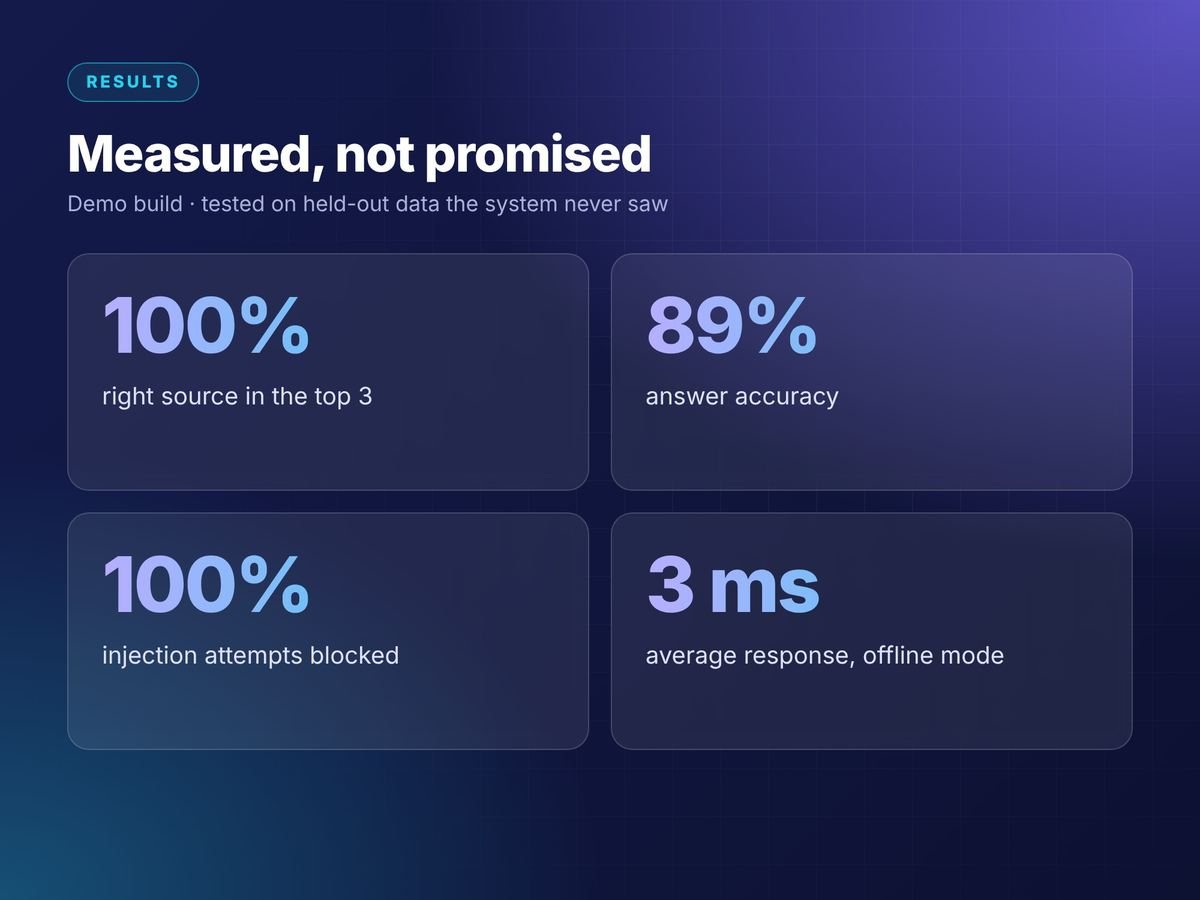 RESULTS
Measured, not promised
Demo build · tested on held-out data the system never saw
100%
right source in the top 3
89%
answer accuracy
100%
injection attempts blocked
3 ms
average response, offline mode